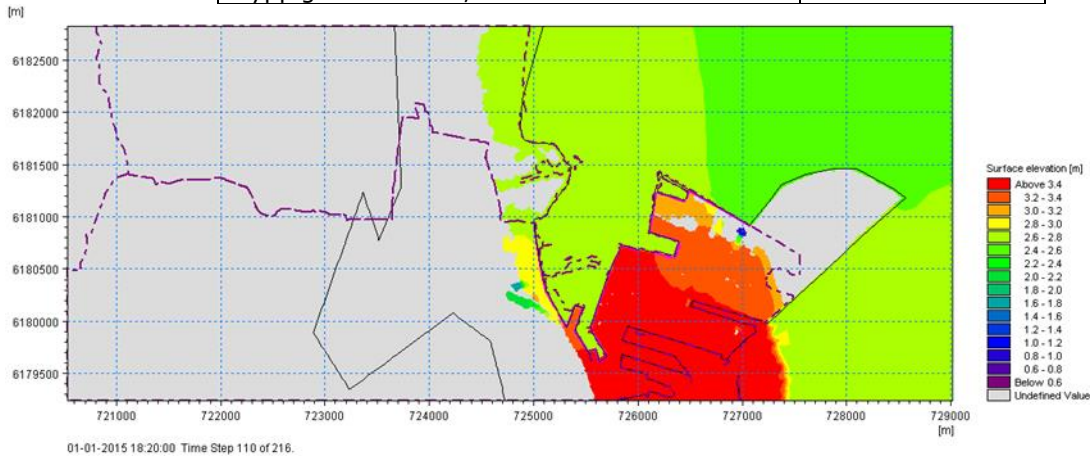 [m]
6182500
6182000
6181500
6181000
6180500
6180000
6179500
721000 722000 723000 724000 725000 726000 727000 728000 729000
[m]
01-01-2015 18:20:00 Time Step 110 of 216.
Surface elevation [m]
Above 3.4
3.2 - 3.4
3.0 - 3.2
2.8 - 3.0
2.6 - 2.8
2.4 - 2.6
2.2 - 2.4
2.0 - 2.2
1.8 - 2.0
1.6 - 1.8
1.4 - 1.6
1.2 - 1.4
1.0 - 1.2
0.8 - 1.0
0.6 - 0.8
Below 0.6
Undefined Value